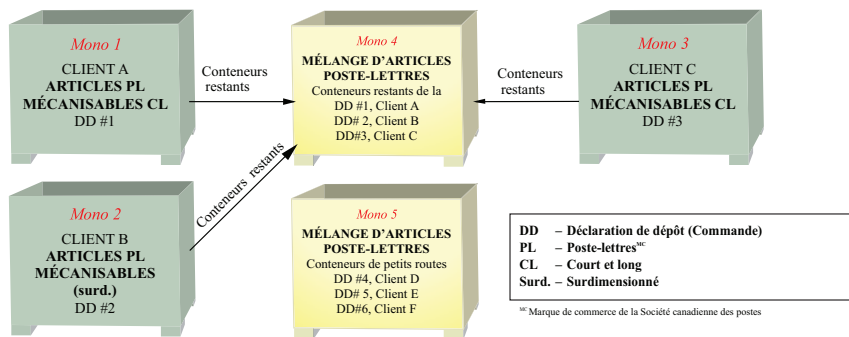 Mono 1
CLIENT A
ARTICLES PL
MÉCANISABLES CL
DD #1
Conteneurs
restants
Mono 4
MÉLANGE D’ARTICLES
POSTE-LETTRES
Conteneurs restants de la
DD #1, Client A
DD# 2, Client B
DD#3, Client C
Conteneurs
restants
Mono 3
CLIENT C
ARTICLES PL
MÉCANISABLES CL
DD #3
Mono 2
CLIENT B
ARTICLES PL
MÉCANISABLES
(surd.)
DD #2
Conteneurs restants
Mono 5
MÉLANGE D’ARTICLES
POSTE-LETTRES
Conteneurs de petits routes
DD #4, Client D
DD# 5, Client E
DD#6, Client F
DD – Déclaration de dépôt (Commande)
PL – Poste-lettresMC
CL – Court et long
Surd. – Surdimensionné
MC Marque de commerce de la Société canadienne des postes